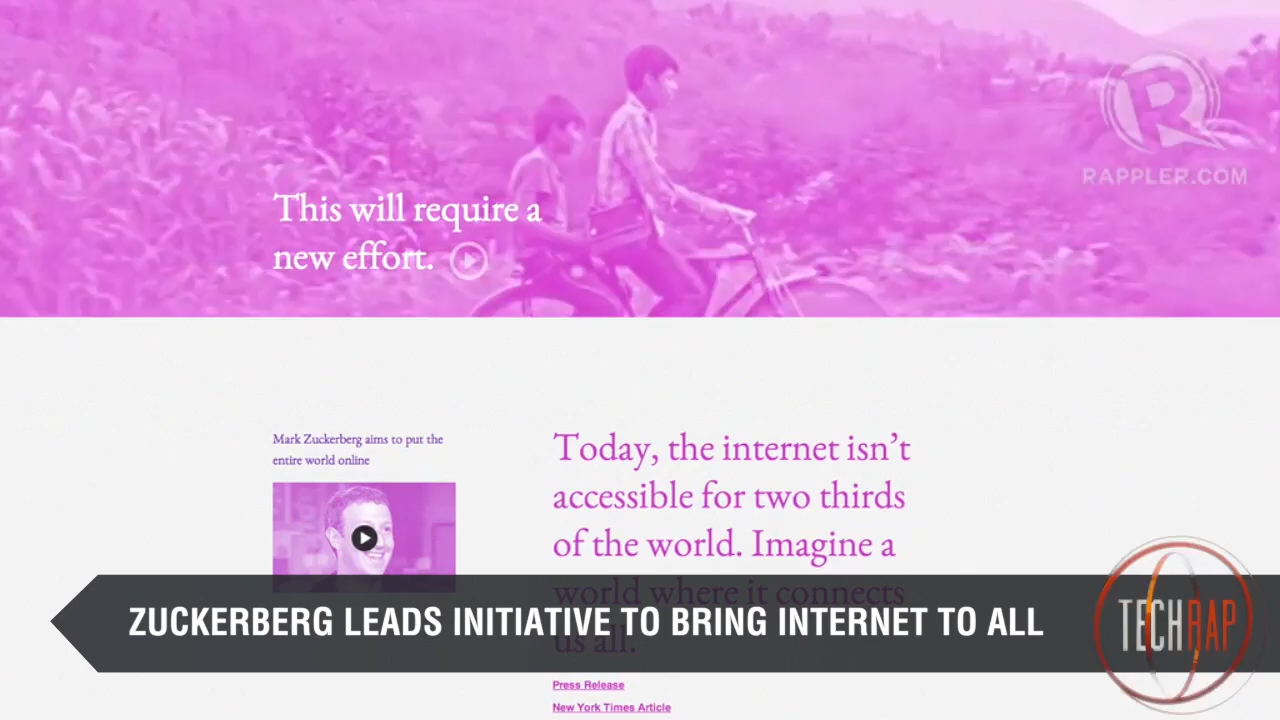 R
RAPPLER.COM
This will require a
new effort.
Mark Zuckerberg aims to put the
entire world online
Today, the internet isn't
accessible for two thirds
of the world. Imagine a
world where it connects
us all.
ZUCKERBERG LEADS INITIATIVE TO BRING INTERNET TO ALL
TECHRAP
Press Release
New York Times Article